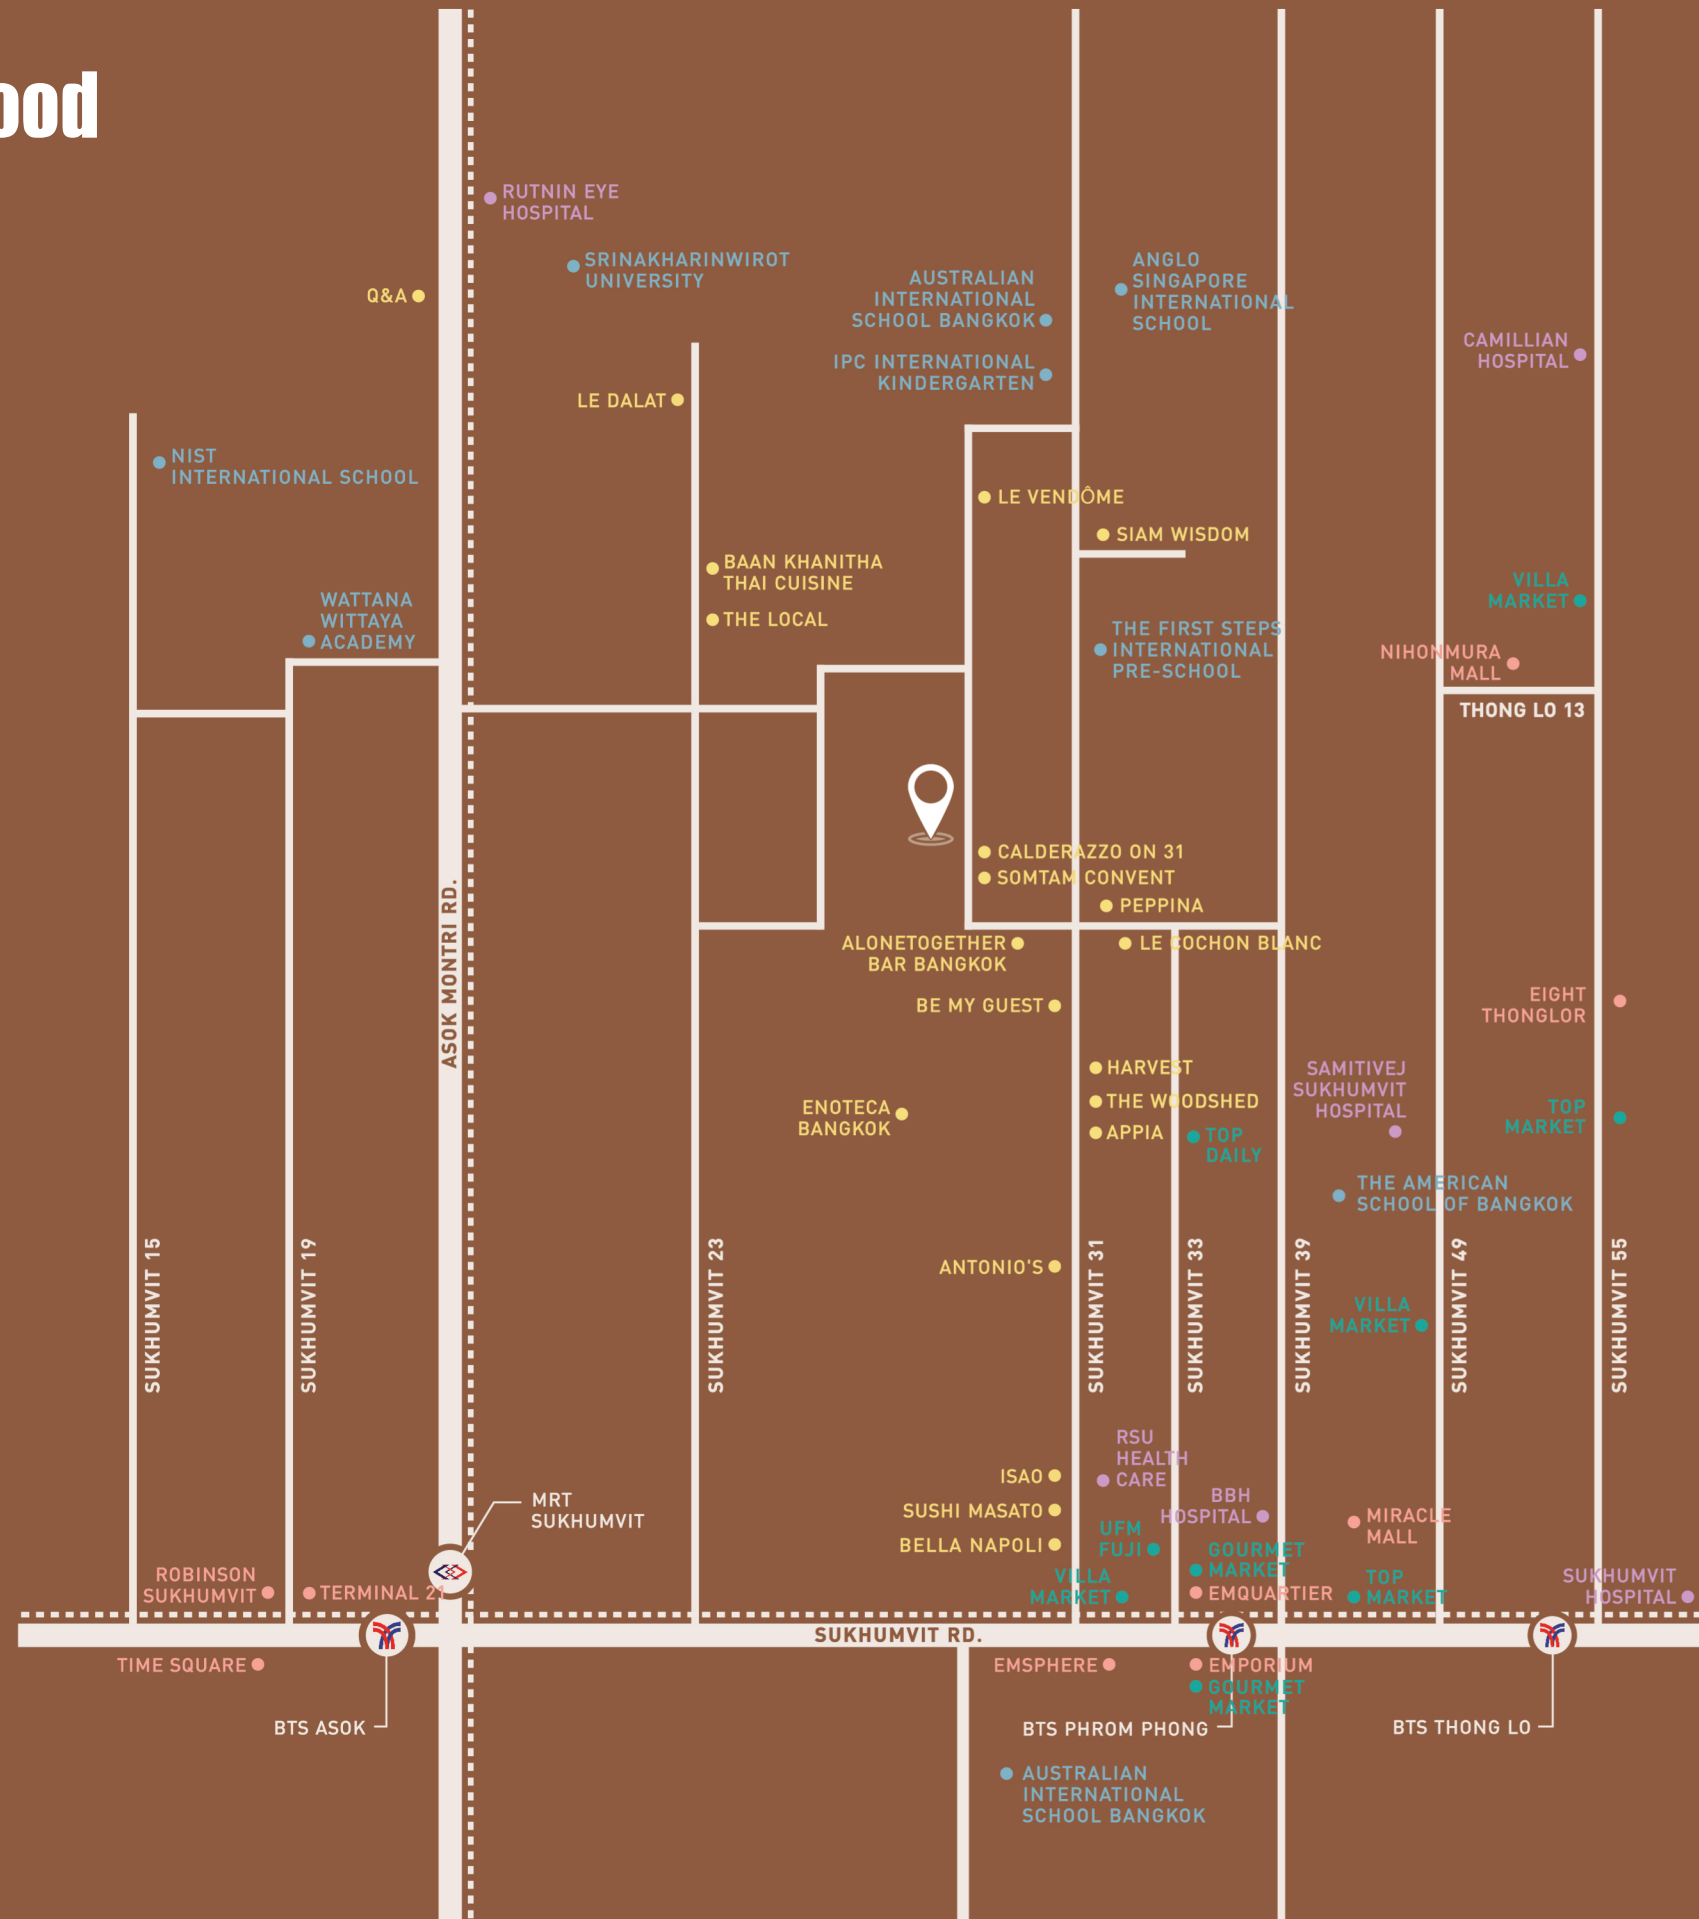 ood
RUTNIN EYE
HOSPITAL
SRINAKHARINWIROT
UNIVERSITY
Q&A
AUSTRALIAN
INTERNATIONAL
SCHOOL BANGKOK
ANGLO
SINGAPORE
INTERNATIONAL
SCHOOL
IPC INTERNATIONAL
KINDERGARTEN
CAMILLIAN
HOSPITAL
LE DALAT
NIST
INTERNATIONAL SCHOOL
LE VENDÔME
SIAM WISDOM
BAAN KHANITHA
THAI CUISINE
THE LOCAL
VILLA
MARKET
WATTANA
WITTAYA
ACADEMY
THE FIRST STEPS
INTERNATIONAL
PRE-SCHOOL
NIHONMURA
MALL
THONG LO 13
CALDERAZZO ON 31
SOMTAM CONVENT
PEPPINA
ALONETOGETHER
BAR BANGKOK
LE COCHON BLANC
ASOK MONTRI RD.
BE MY GUEST
EIGHT
THONGLOR
HARVEST
THE WOODSHED
APPIA
ENOTECA
BANGKOK
TOP
DAILY
SAMITIVEJ
SUKHUMVIT
HOSPITAL
TOP
MARKET
THE AMERICAN
SCHOOL OF BANGKOK
ANTONIO'S
SUKHUMVIT 15
SUKHUMVIT 19
SUKHUMVIT 23
SUKHUMVIT 31
SUKHUMVIT 33
SUKHUMVIT 39
SUKHUMVIT 49
SUKHUMVIT 55
VILLA
MARKET
RSU
HEALTH
CARE
ISAO
SUSHI MASATO
BELLA NAPOLI
BBH
HOSPITAL
MIRACLE
MALL
MRT
SUKHUMVIT
UFM
FUJI
GOURMET
MARKET
ROBINSON
SUKHUMVIT
TERMINAL 21
VILLA
MARKET
EMQUARTIER
TOP
MARKET
SUKHUMVIT
HOSPITAL
SUKHUMVIT RD.
TIME SQUARE
EMSPHERE
EMPORIUM
GOURMET
MARKET
BTS ASOK
BTS PHROM PHONG
BTS THONG LO
AUSTRALIAN
INTERNATIONAL
SCHOOL BANGKOK